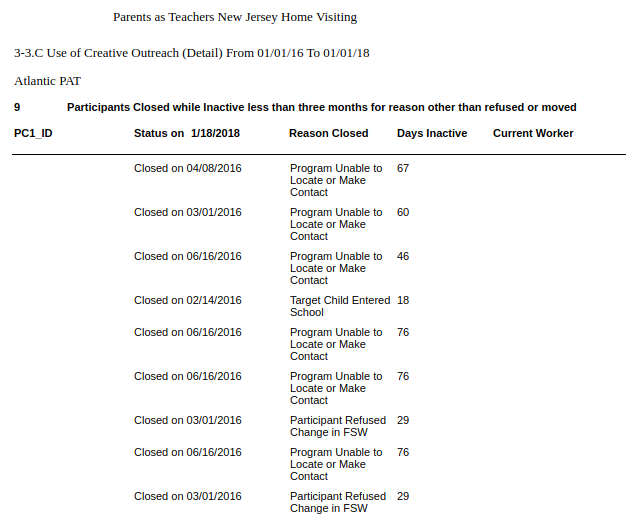 Parents as Teachers New Jersey Home Visiting
3-3.C Use of Creative Outreach (Detail) From 01/01/16 To 01/01/18
Atlantic PAT
9 Participants Closed while Inactive less than three months for reason other than refused or moved
PC1_ID Status on 1/18/2018 Reason Closed Days Inactive Current Worker
Closed on 04/08/2016 Program Unable to 67
Locate or Make
Contact
Closed on 03/01/2016 Program Unable to 60
Locate or Make
Contact
Closed on 06/16/2016 Program Unable to 46
Locate or Make
Contact
Closed on 02/14/2016 Target Child Entered 18
School
Closed on 06/16/2016 Program Unable to 76
Locate or Make
Contact
Closed on 06/16/2016 Program Unable to 76
Locate or Make
Contact
Closed on 03/01/2016 Participant Refused 29
Change in FSW
Closed on 06/16/2016 Program Unable to 76
Locate or Make
Contact
Closed on 03/01/2016 Participant Refused 29
Change in FSW